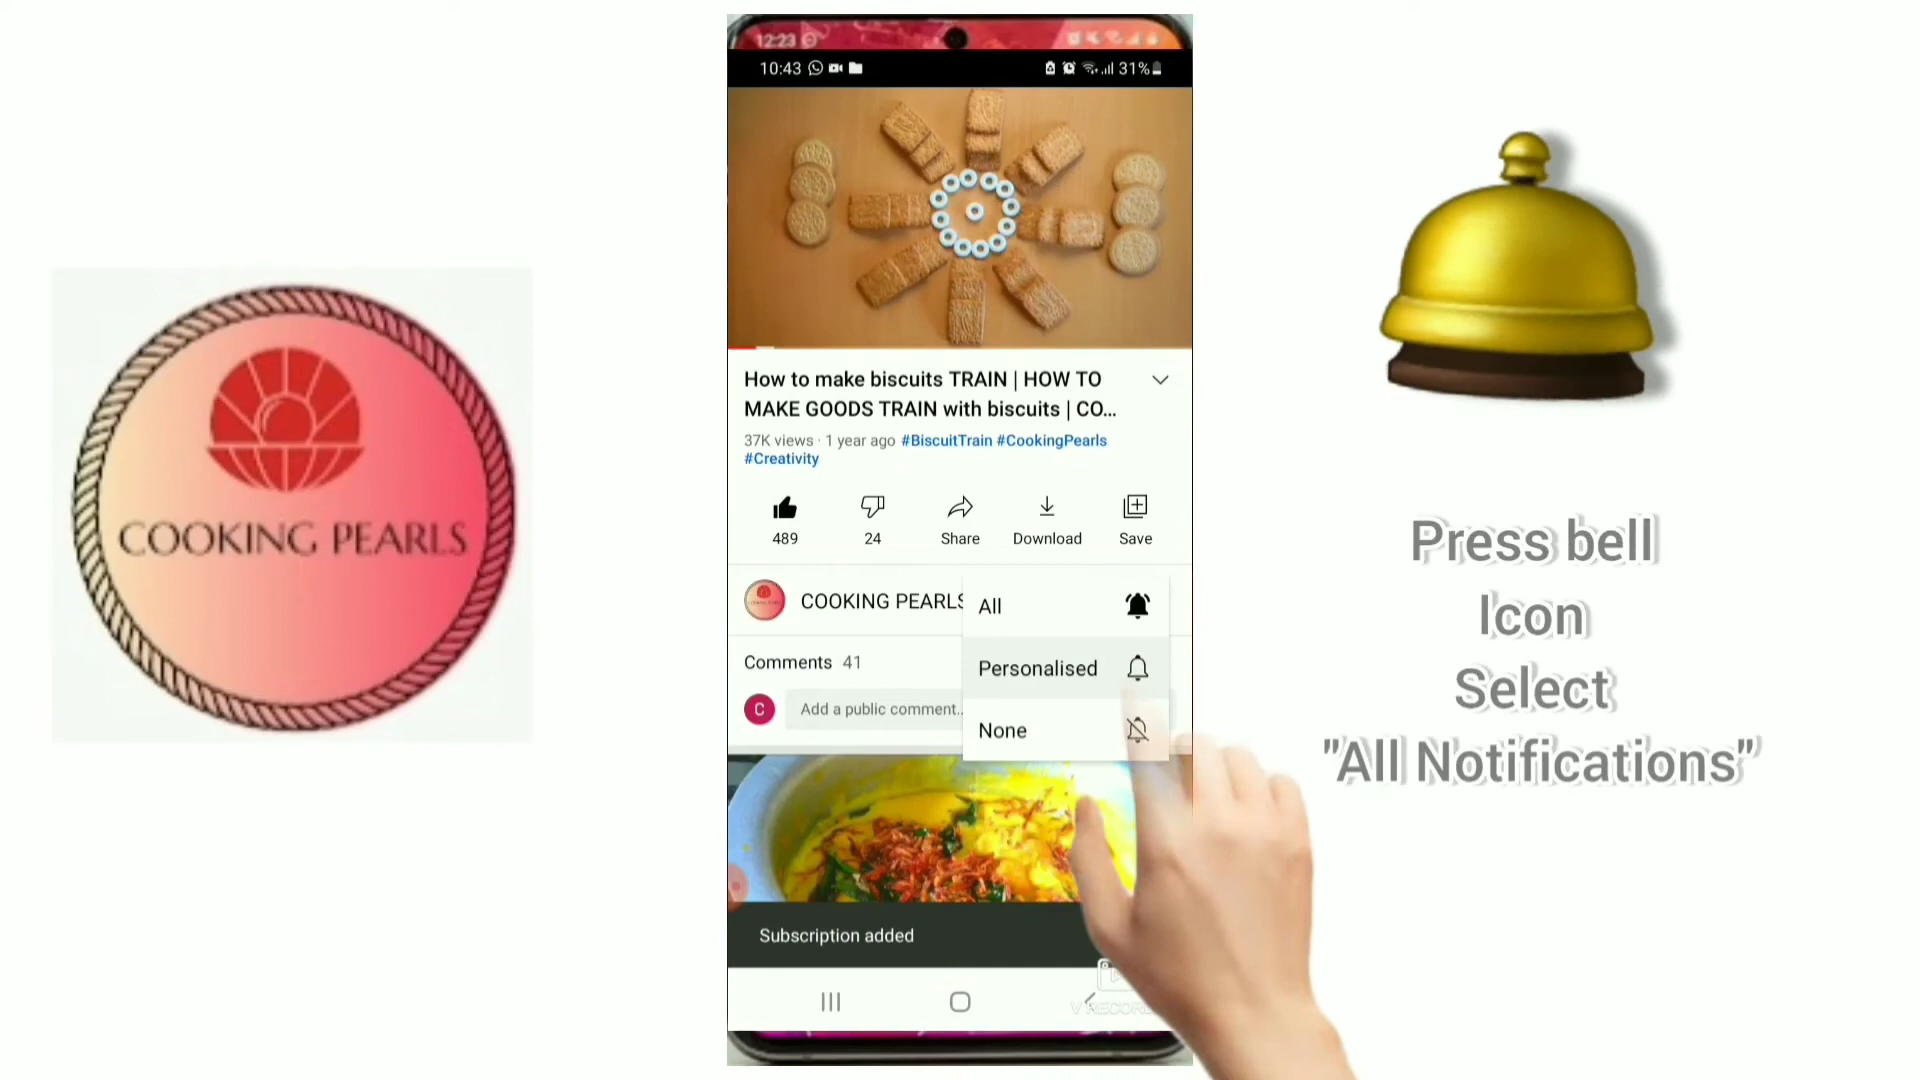 COOKING PEARLS
12:23
10:43 31%
How to make biscuits TRAIN | HOW TO
MAKE GOODS TRAIN with biscuits | CO...
37K views · 1 year ago #BiscuitTrain #CookingPearls
#Creativity
489 24 Share Download Save
COOKING PEARLS
All
Personalised
None
Comments 41
C Add a public comment..
Subscription added
Press bell
Icon
Select
"All Notifications"